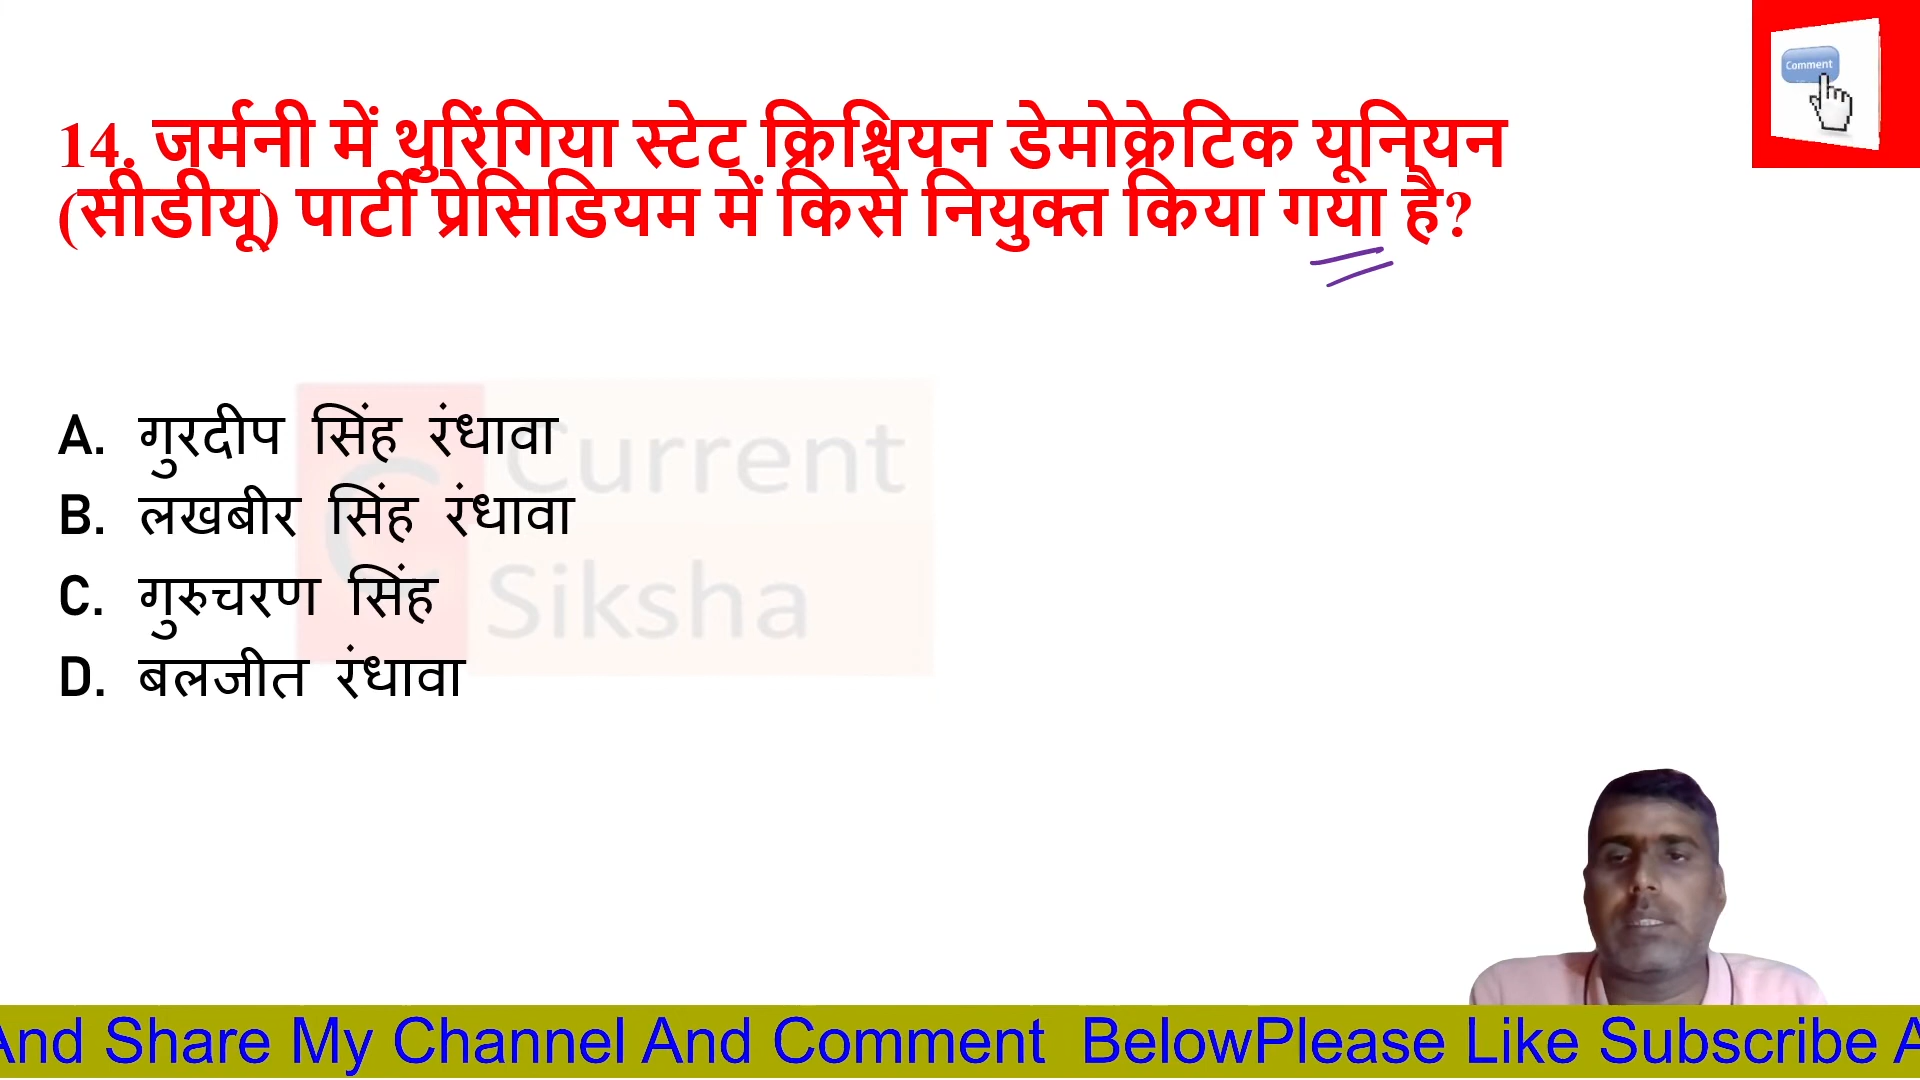 Comment
14. जर्मनी में थुरिंगिया स्टेट क्रिश्चियन डेमोक्रेटिक यूनियन
(सीडीयू) पार्टी प्रेसिडियम में किसे नियुक्त किया गया है?
Current
Siksha
A. गुरदीप सिंह रंधावा
B. लखबीर सिंह रंधावा
C. गुरुचरण सिंह
D. बलजीत रंधावा
And Share My Channel And Comment BelowPlease Like Subscribe A